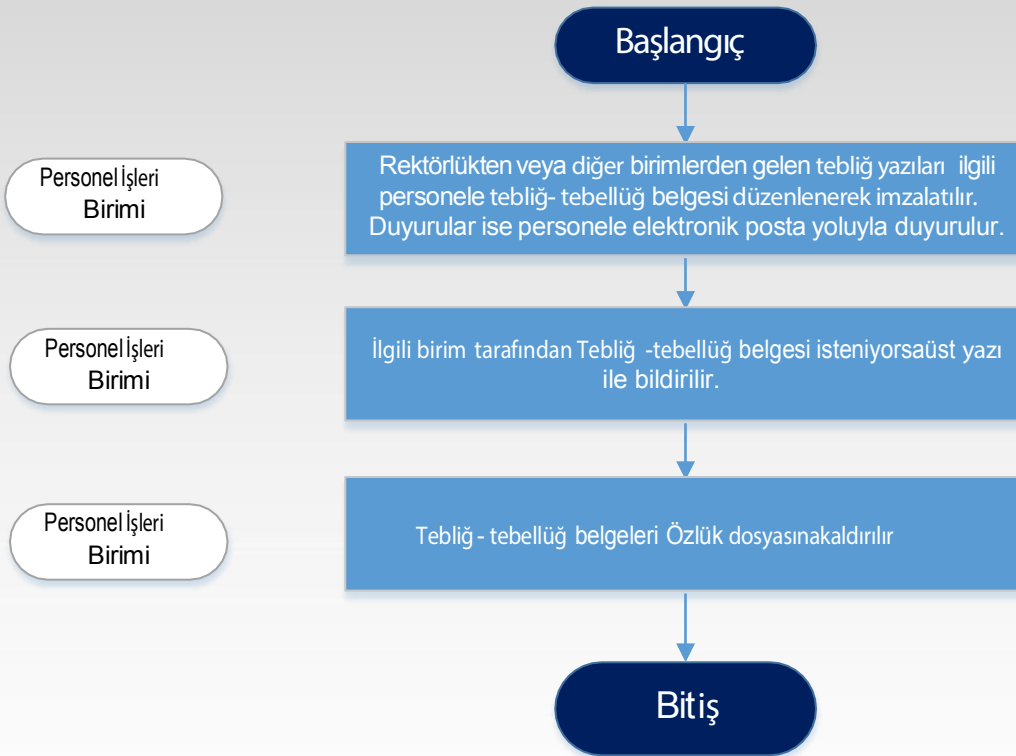 Başlangıç
Personel İşleri
Birimi
Rektörlükten veya diğer birimlerden gelen tebliğ yazıları ilgili
personele tebliğ- tebellüğ belgesi düzenlenerek imzalatılır.
Duyurular ise personele elektronik posta yoluyla duyurulur.
Personel İşleri
Birimi
İlgili birim tarafından Tebliğ -tebellüğ belgesi isteniyorsaüst yazı
ile bildirilir.
Personel İşleri
Birimi
Tebliğ - tebellüğ belgeleri Özlük dosyasınakaldırılır
Bitiş